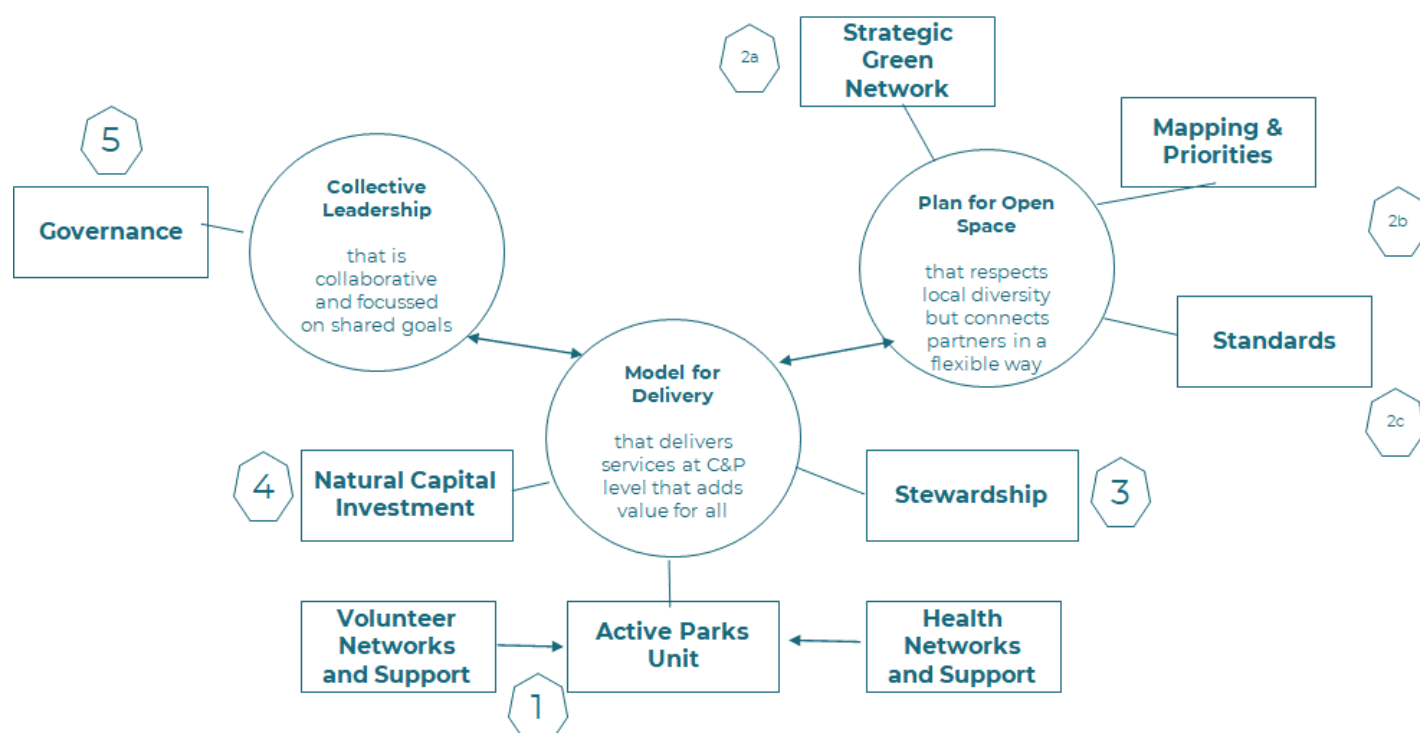 2a
Strategic
Green
Network
Mapping &
Priorities
5
Governance
Collective
Leadership
that is
collaborative
and focussed
on shared goals
Plan for Open
Space
that respects
local diversity
but connects
partners in a
flexible way
2b
Standards
2c
Model for
Delivery
that delivers
services at C&P
level that adds
value for all
4
Natural Capital
Investment
Stewardship
3
Volunteer
Networks
and Support
1
Active Parks
Unit
Health
Networks
and Support